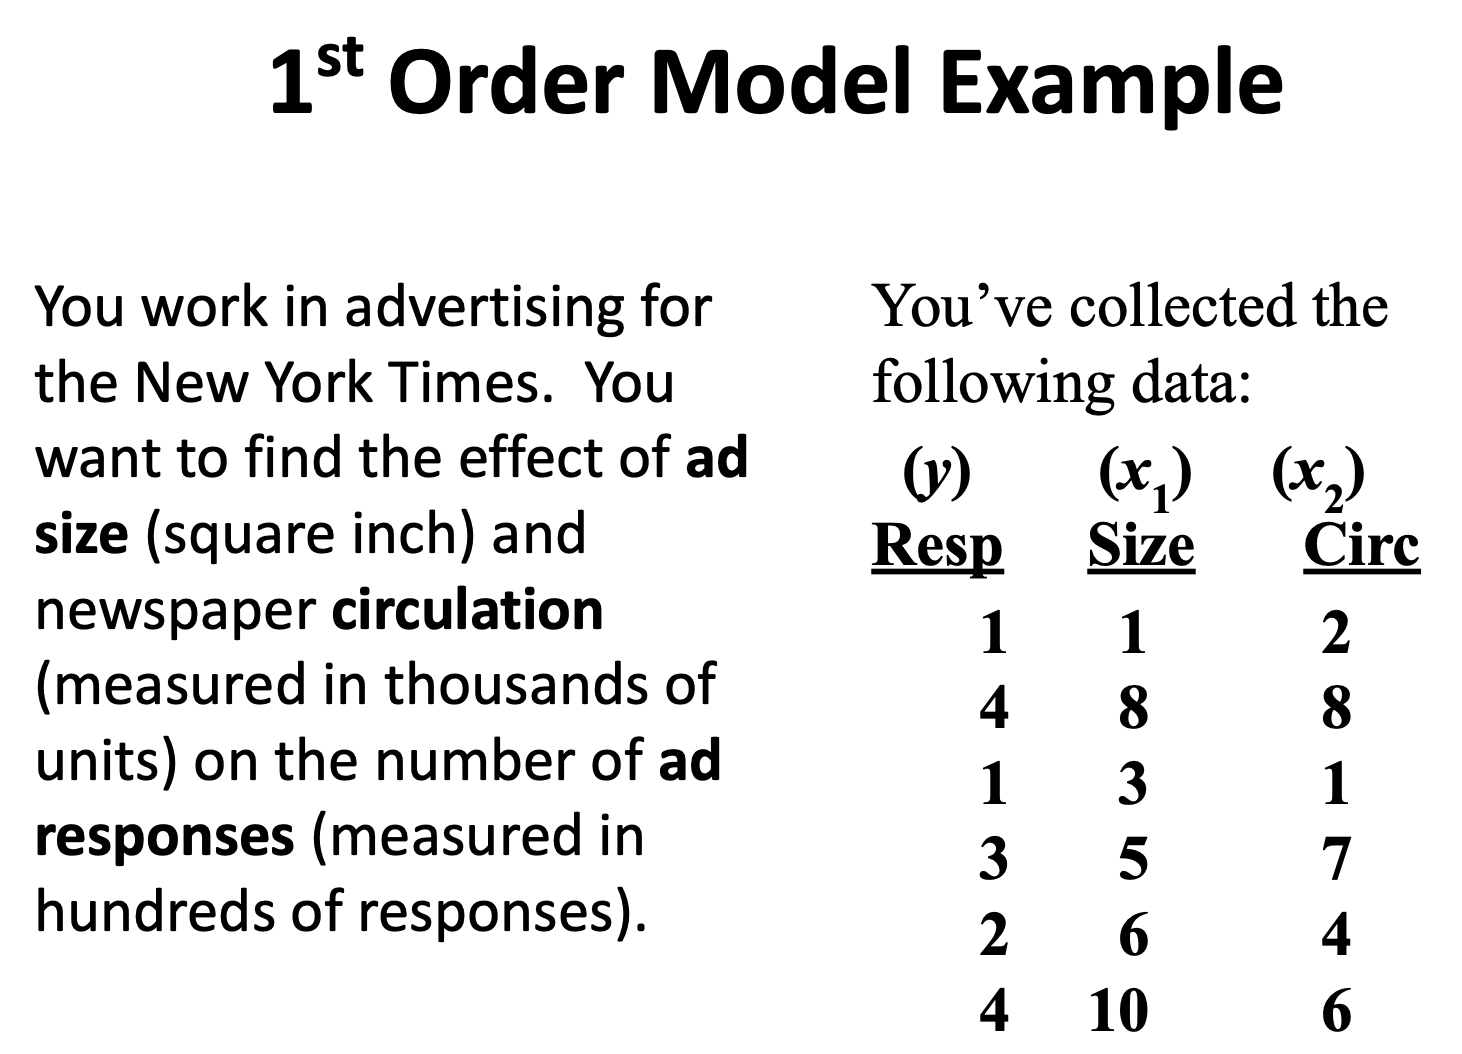 1st Order Model Example
You work in advertising for
the New York Times. You
want to find the effect of ad
size (square inch) and
newspaper circulation
(measured in thousands of
units) on the number of ad
responses (measured in
hundreds of responses).
You’ve collected the
following data:
(y) (x1) (x2)
Resp Size Circ
1 1 2
4 8 8
1 3 1
3 5 7
2 6 4
4 10 6